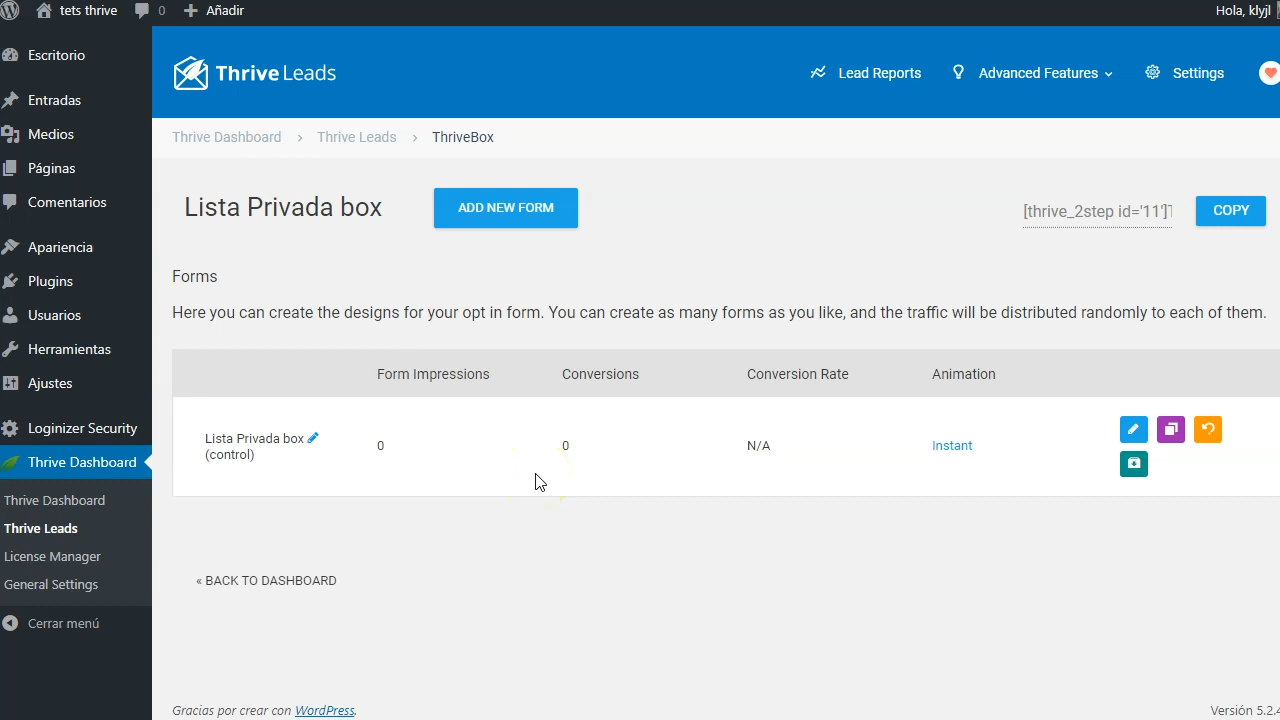 tets thrive
0
Añadir
Hola, klyjl
Escritorio
Entradas
Medios
Páginas
Comentarios
Apariencia
Plugins
Usuarios
Herramientas
Ajustes
Loginizer Security
Thrive Dashboard
Thrive Dashboard
Thrive Leads
License Manager
General Settings
Cerrar menú
Thrive Leads
Lead Reports
Advanced Features
Settings
Thrive Dashboard > Thrive Leads > ThriveBox
Lista Privada box
ADD NEW FORM
[thrive_2step id='11']
COPY
Forms
Here you can create the designs for your opt in form. You can create as many forms as you like, and the traffic will be distributed randomly to each of them.
Form Impressions
Conversions
Conversion Rate
Animation
Lista Privada box
(control)
0
0
N/A
Instant
« BACK TO DASHBOARD
Gracias por crear con WordPress.
Versión 5.2.4